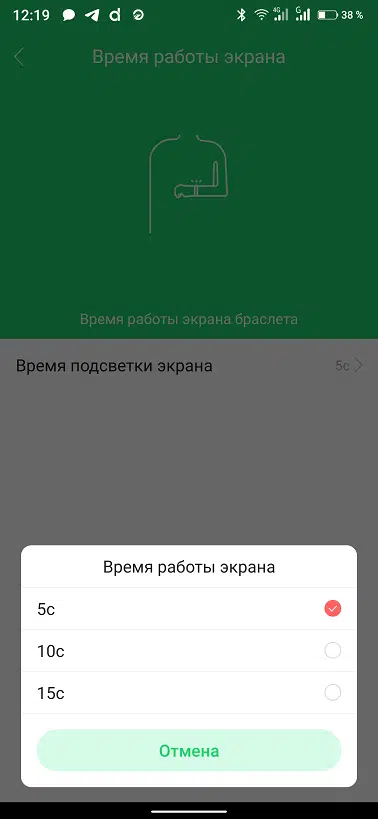 12:19
4G
G
38 %
Время работы экрана
Время работы экрана браслета
Время подсветки экрана
5с
Время работы экрана
5с
10с
15с
Отмена